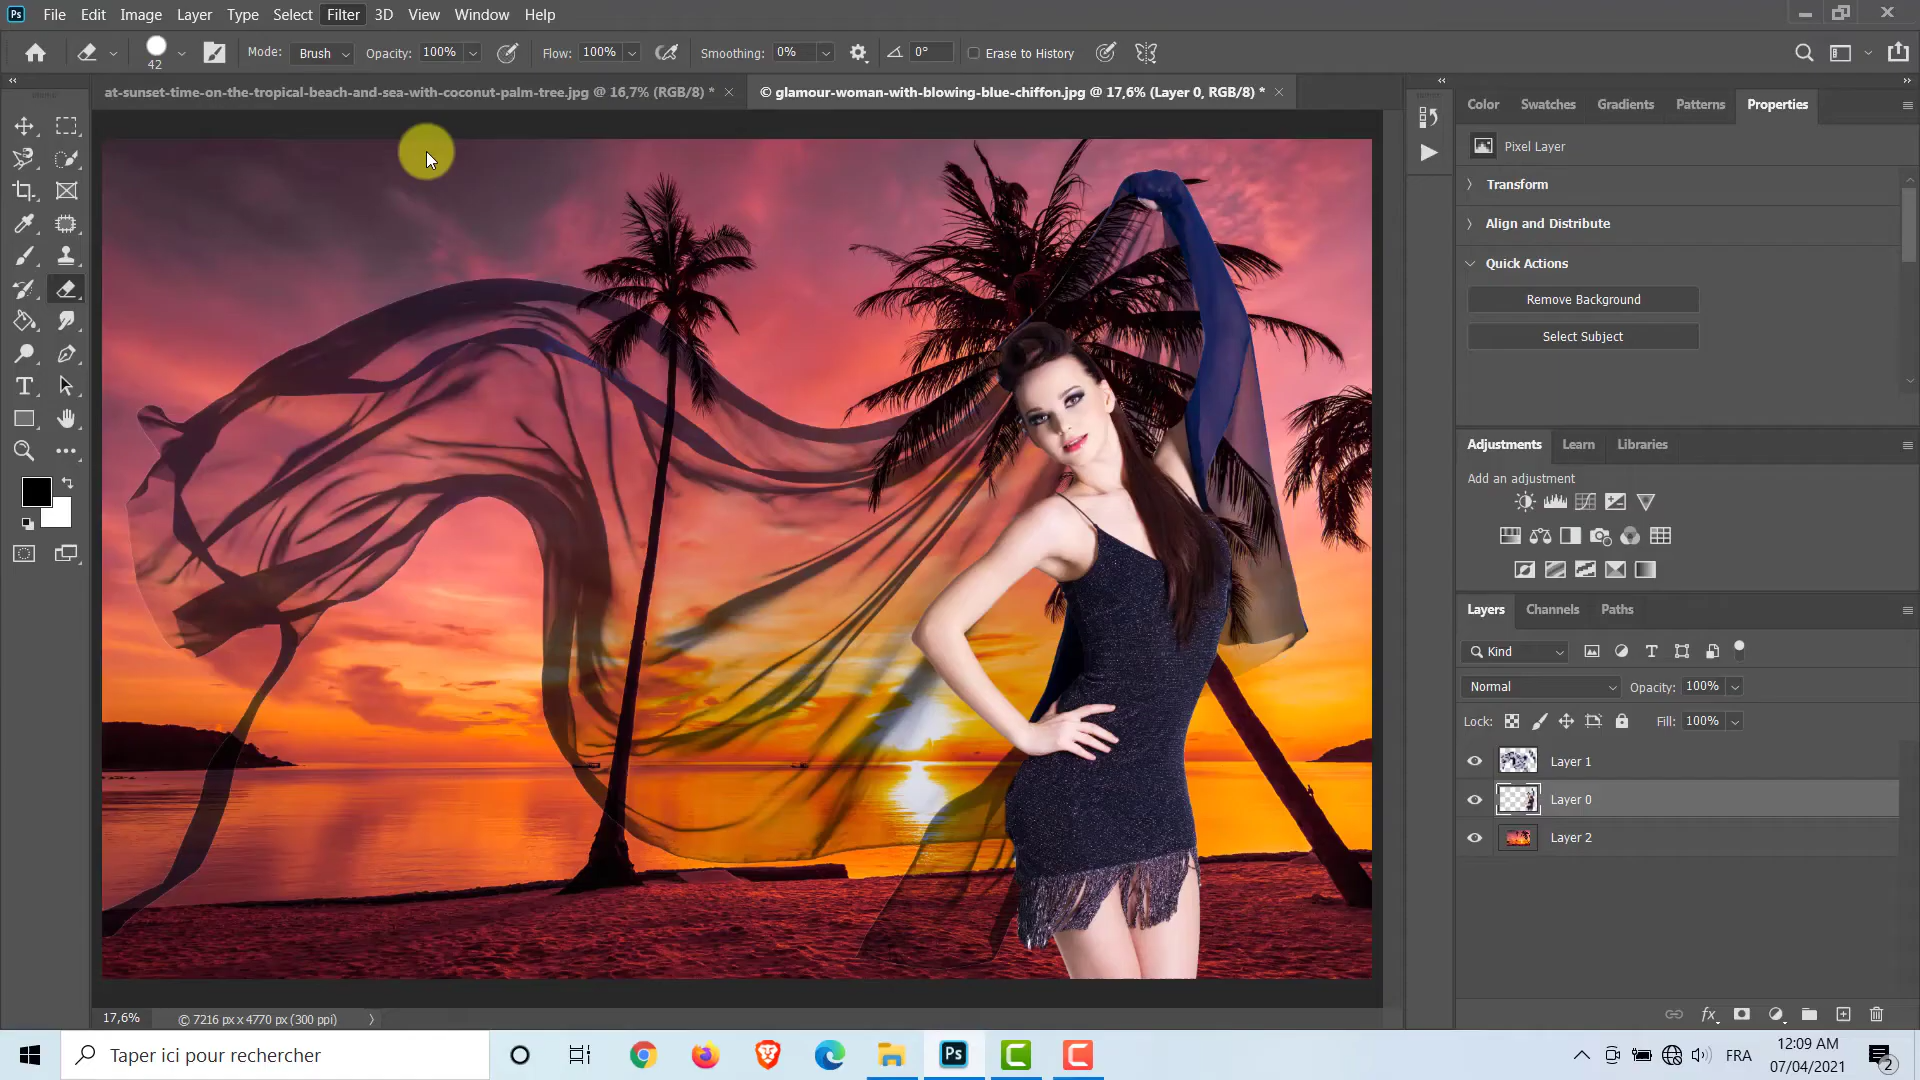 Ps File Edit Image Layer Type Select Filter 3D View Window Help
42 Mode: Brush Opacity: 100% Flow: 100% Smoothing: 0% 0° Erase to History
at-sunset-time-on-the-tropical-beach-and-sea-with-coconut-palm-tree.jpg @ 16,7% (RGB/8) *
© glamour-woman-with-blowing-blue-chiffon.jpg @ 17,6% (Layer 0, RGB/8) *
Color Swatches Gradients Patterns Properties
Pixel Layer
Transform
Align and Distribute
Quick Actions
Remove Background
Select Subject
Adjustments Learn Libraries
Add an adjustment
Layers Channels Paths
Kind
Normal Opacity: 100%
Lock: Fill: 100%
Layer 1
Layer 0
Layer 2
17,6% © 7216 px x 4770 px (300 ppi)
Taper ici pour rechercher
Ps
FRA
12:09 AM
07/04/2021
2